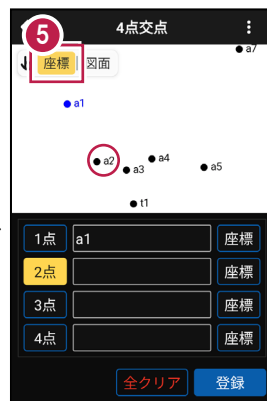 5
4点交点
座標 図面
a7
a1
a2
a3
a4
a5
t1
1点 a1 座標
2点 座標
3点 座標
4点 座標
全クリア 登録